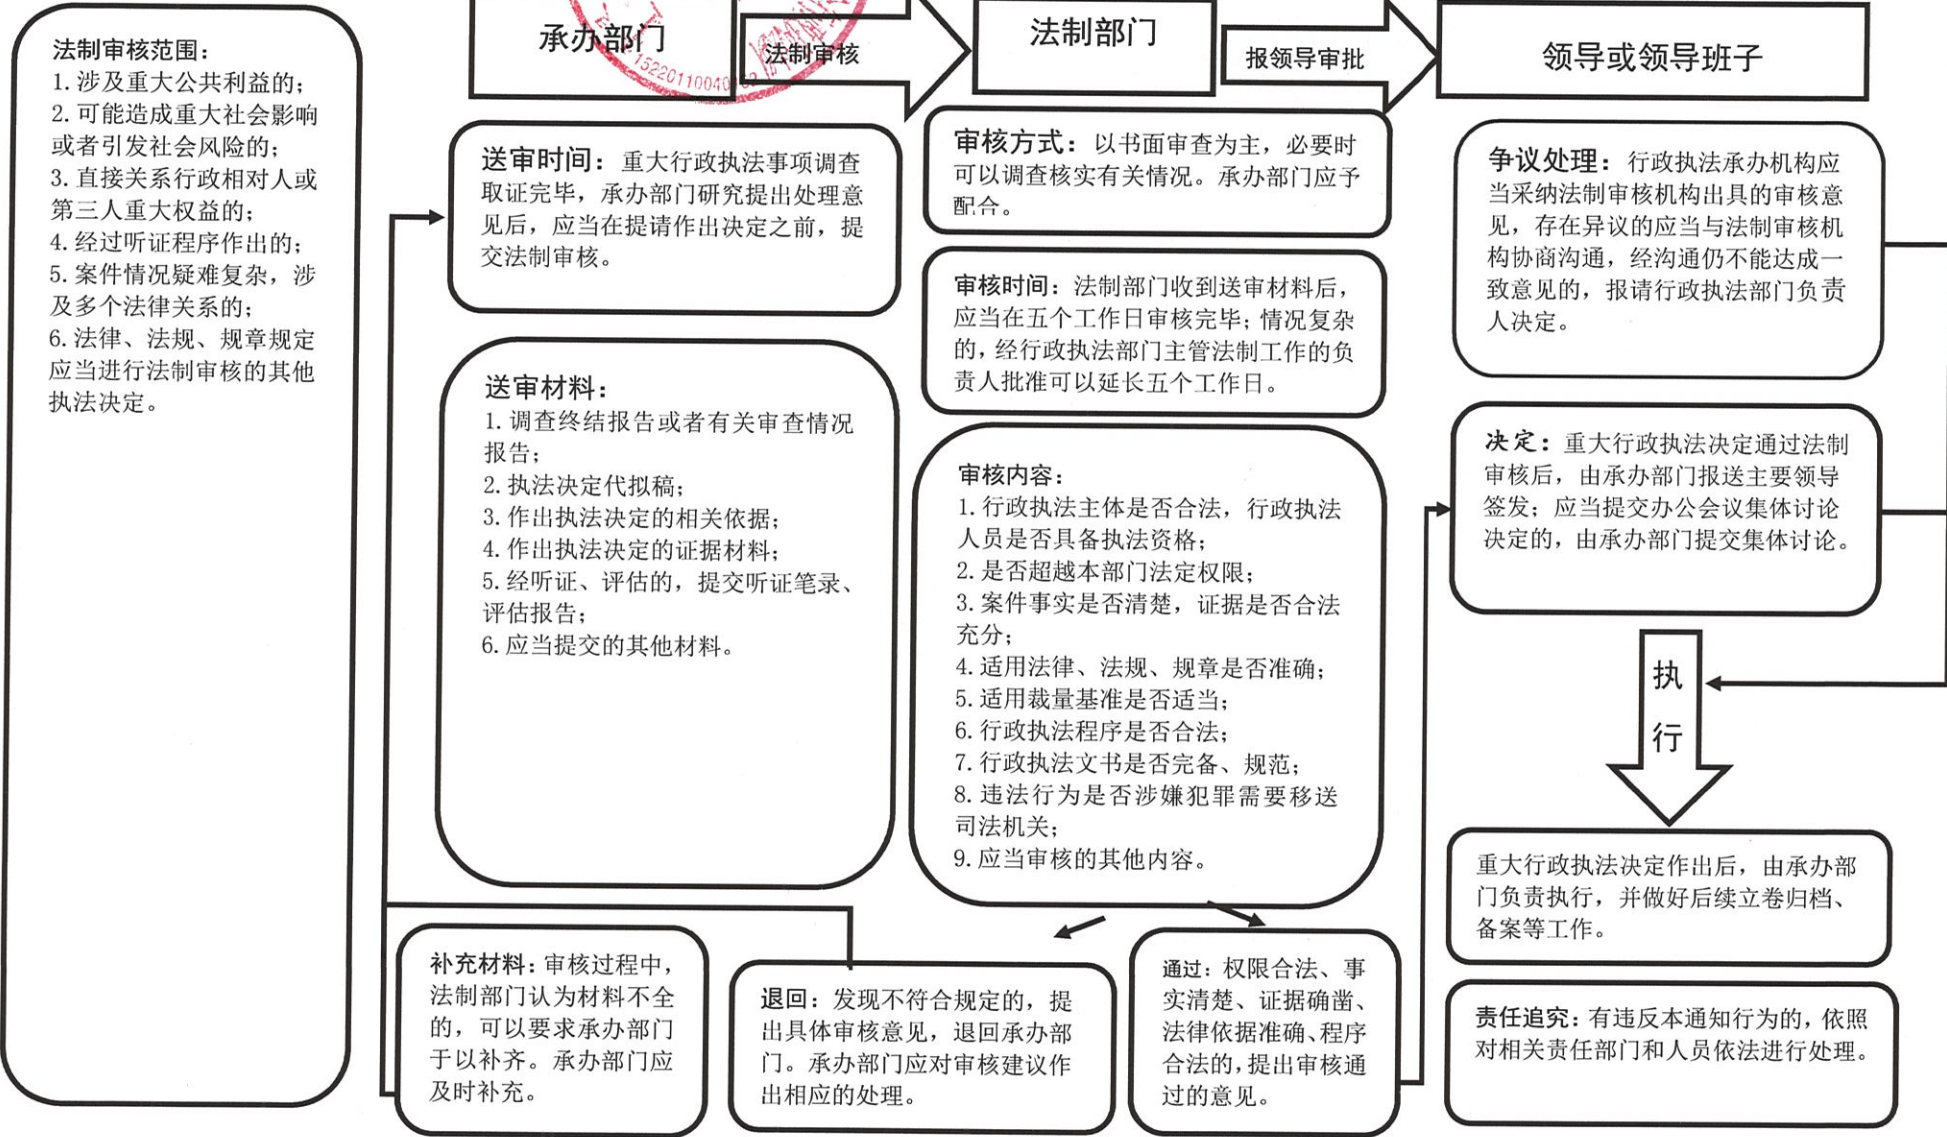 法制审核范围：
1. 涉及重大公共利益的；
2. 可能造成重大社会影响
或者引发社会风险的；
3. 直接关系行政相对人或
第三人重大权益的；
4. 经过听证程序作出的；
5. 案件情况疑难复杂，涉
及多个法律关系的；
6. 法律、法规、规章规定
应当进行法制审核的其他
执法决定。
承办部门
法制审核
法制部门
报领导审批
领导或领导班子
送审时间：重大行政执法事项调查
取证完毕，承办部门研究提出处理意
见后，应当在提请作出决定之前，提
交法制审核。
送审材料：
1. 调查终结报告或者有关审查情况
报告；
2. 执法决定代拟稿；
3. 作出执法决定的相关依据；
4. 作出执法决定的证据材料；
5. 经听证、评估的，提交听证笔录、
评估报告；
6. 应当提交的其他材料。
补充材料：审核过程中，
法制部门认为材料不全
的，可以要求承办部门
于以补齐。承办部门应
及时补充。
退回：发现不符合规定的，提
出具体审核意见，退回承办部
门。承办部门应对审核建议作
出相应的处理。
审核方式：以书面审查为主，必要时
可以调查核实有关情况。承办部门应予
配合。
审核时间：法制部门收到送审材料后，
应当在五个工作日审核完毕；情况复杂
的，经行政执法部门主管法制工作的负
责人批准可以延长五个工作日。
审核内容：
1. 行政执法主体是否合法，行政执法
人员是否具备执法资格；
2. 是否超越本部门法定权限；
3. 案件事实是否清楚，证据是否合法
充分；
4. 适用法律、法规、规章是否准确；
5. 适用裁量基准是否适当；
6. 行政执法程序是否合法；
7. 行政执法文书是否完备、规范；
8. 违法行为是否涉嫌犯罪需要移送
司法机关；
9. 应当审核的其他内容。
通过：权限合法、事
实清楚、证据确凿、
法律依据准确、程序
合法的，提出审核通
过的意见。
争议处理：行政执法承办机构应
当采纳法制审核机构出具的审核意
见，存在异议的应当与法制审核机
构协商沟通，经沟通仍不能达成一
致意见的，报请行政执法部门负责
人决定。
决定：重大行政执法决定通过法制
审核后，由承办部门报送主要领导
签发；应当提交办公会议集体讨论
决定的，由承办部门提交集体讨论。
执
行
重大行政执法决定作出后，由承办部
门负责执行，并做好后续立卷归档、
备案等工作。
责任追究：有违反本通知行为的，依照
对相关责任部门和人员依法进行处理。